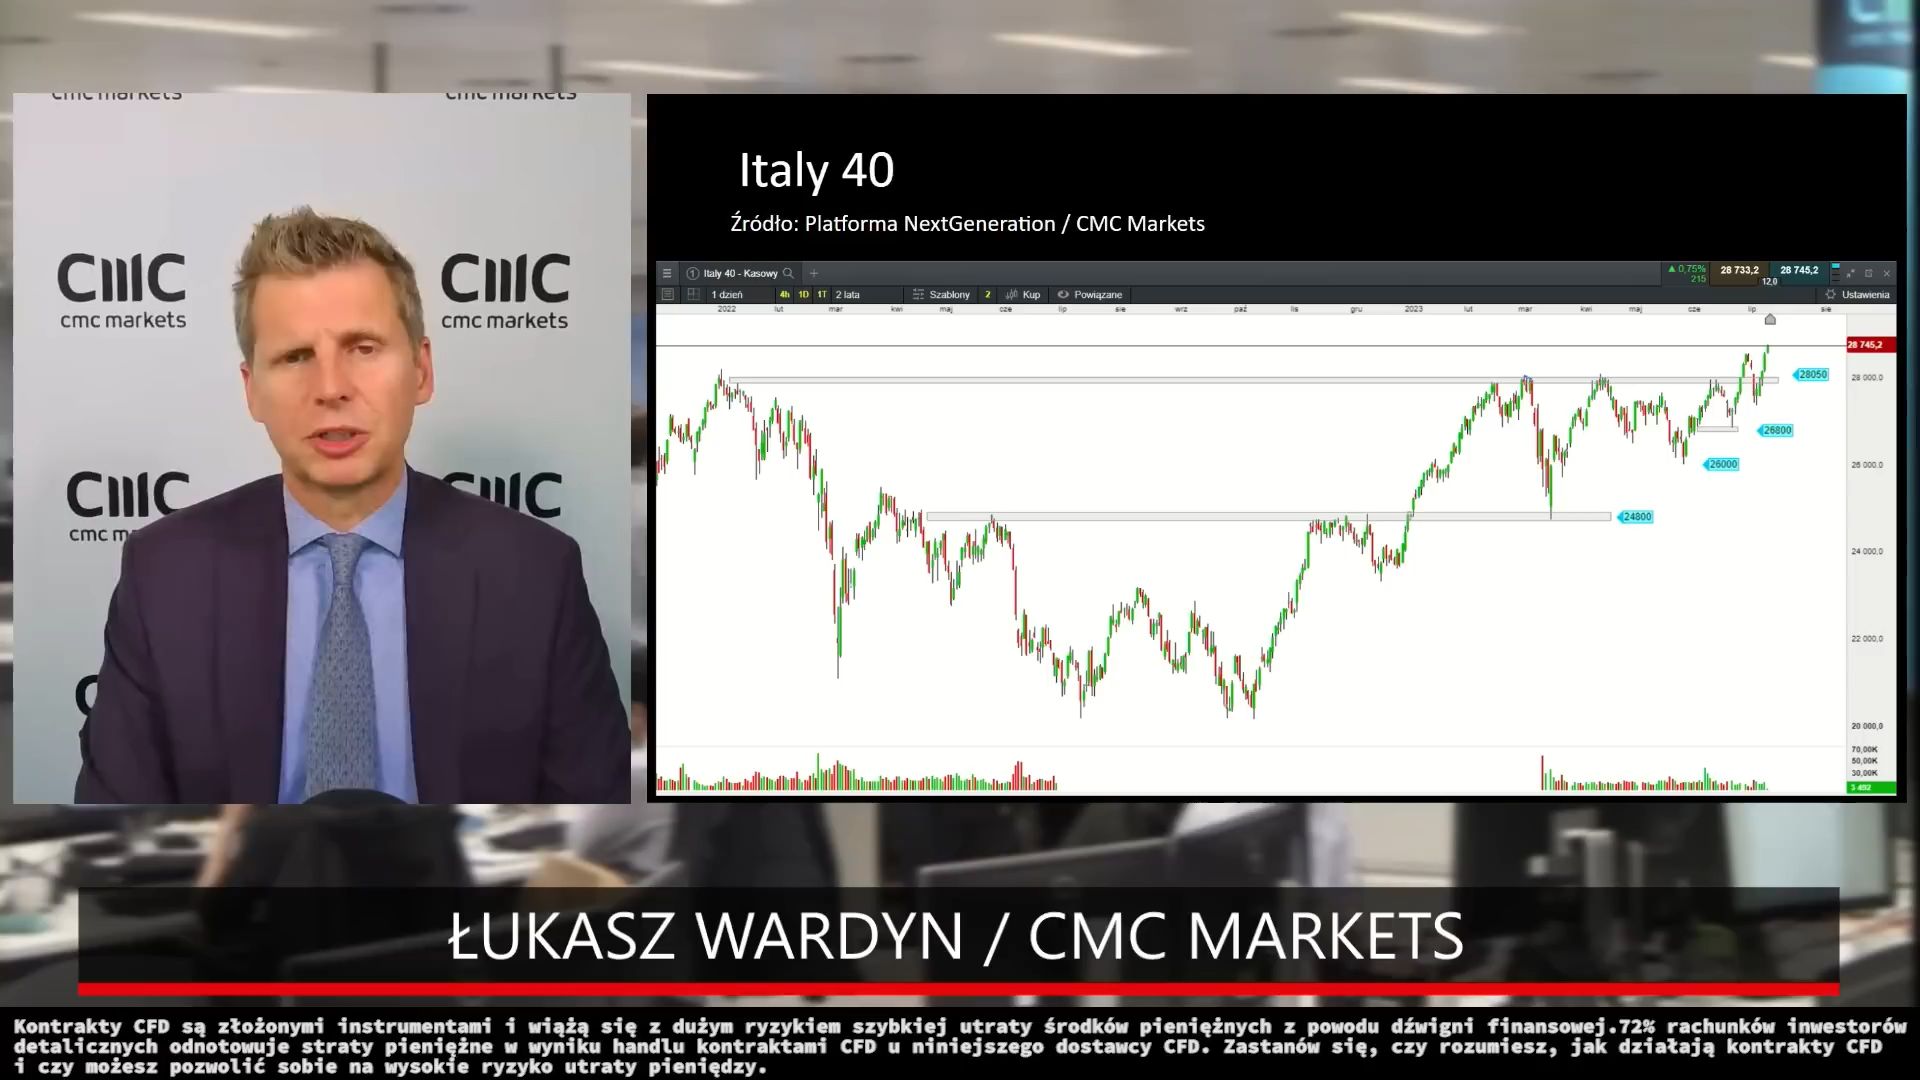 cmc markets
cmc markets
CMC CMC
cmc markets cmc markets
CMC CMC
cmc
Italy 40
Źródło: Platforma NextGeneration / CMC Markets
1 Italy 40 - Kasowy
0,75%
215
28 733,2
28 745,2
12,0
1 dzień 4h 1D 1T 2 lata Szablony 2 Kup Powiązane Ustawienia
2022 lut mar kwi maj cze lip sie wrz paź lis gru 2023 lut mar kwi maj cze lip sie
28 745,2
28050
28 000,0
26800
26000
26 000,0
24800
24 000,0
22 000,0
20 000,0
70,00K
50,00K
30,00K
3 492
ŁUKASZ WARDYN / CMC MARKETS
Kontrakty CFD są złożonymi instrumentami i wiążą się z dużym ryzykiem szybkiej utraty środków pieniężnych z powodu dźwigni finansowej.72% rachunków inwestorów
detalicznych odnotowuje straty pieniężne w wyniku handlu kontraktami CFD u niniejszego dostawcy CFD. Zastanów się, czy rozumiesz, jak działają kontrakty CFD
i czy możesz pozwolić sobie na wysokie ryzyko utraty pieniędzy.